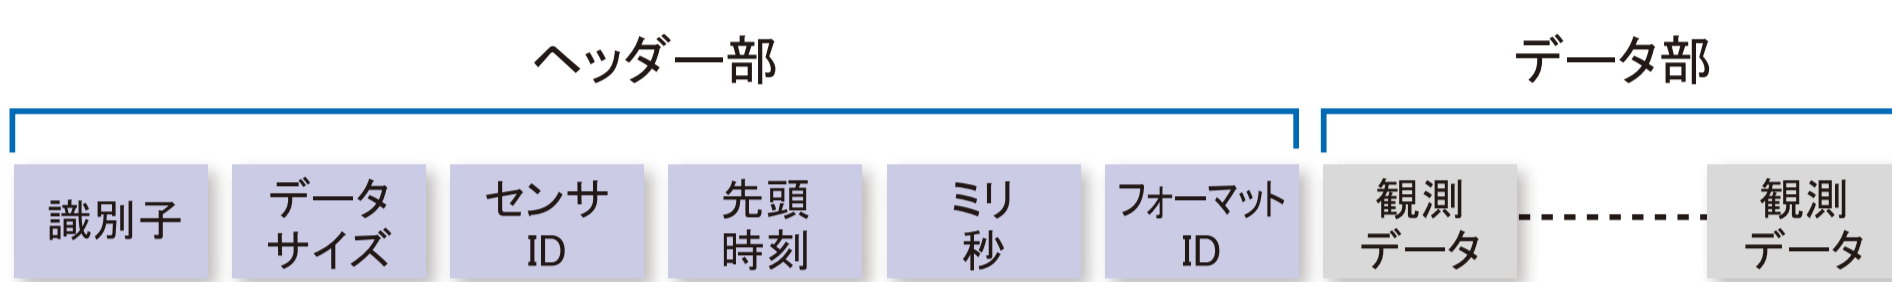 ヘッダー部
データ部
識別子
データ
サイズ
センサ
ID
先頭
時刻
ミリ
秒
フォーマット
ID
観測
データ
観測
データ